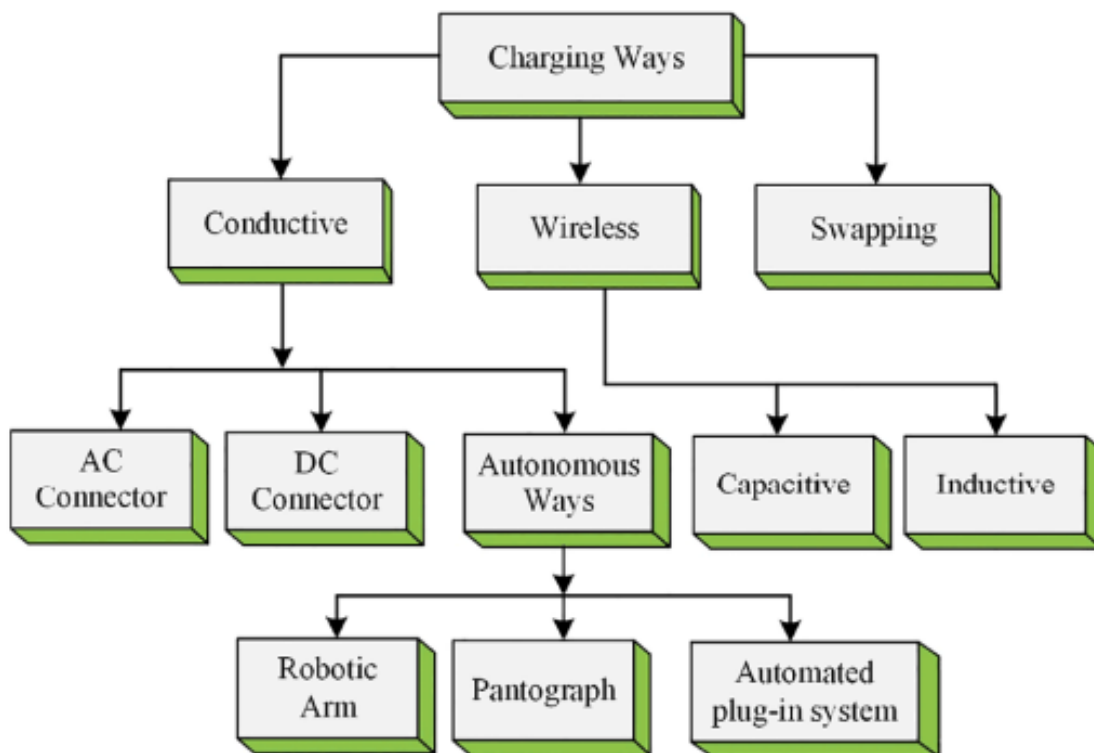 Charging Ways
Conductive
Wireless
Swapping
AC
Connector
DC
Connector
Autonomous
Ways
Capacitive
Inductive
Robotic
Arm
Pantograph
Automated
plug-in system